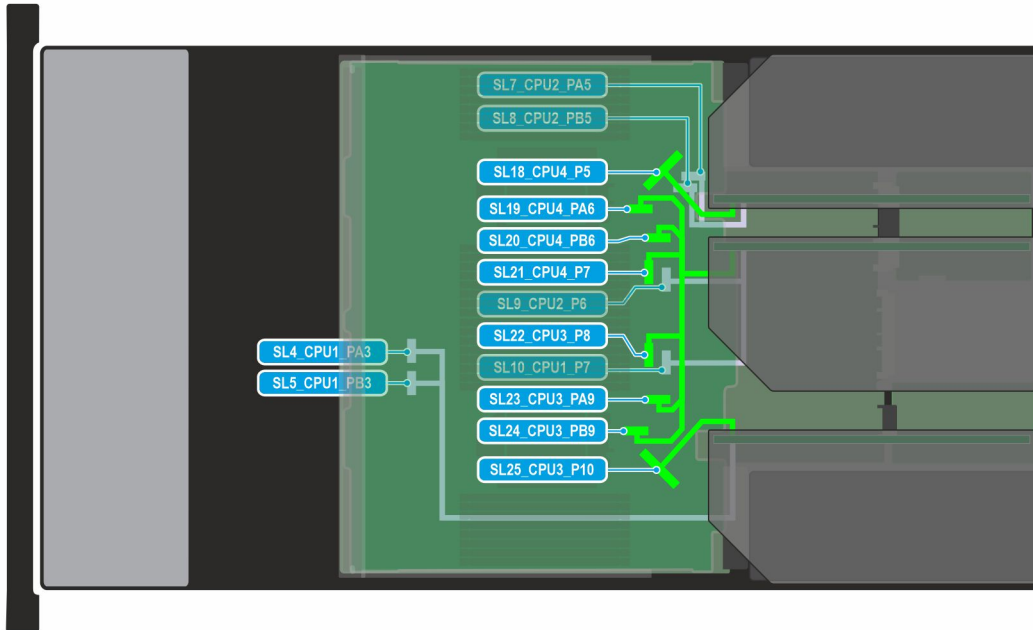 SL7_CPU2_PA5
SL8_CPU2_PB5
SL18_CPU4_P5
SL19_CPU4_PA6
SL20_CPU4_PB6
SL21_CPU4_P7
SL9_CPU2_P6
SL22_CPU3_P8
SL4_CPU1_PA3
SL10_CPU1_P7
SL5_CPU1_PB3
SL23_CPU3_PA9
SL24_CPU3_PB9
SL25_CPU3_P10